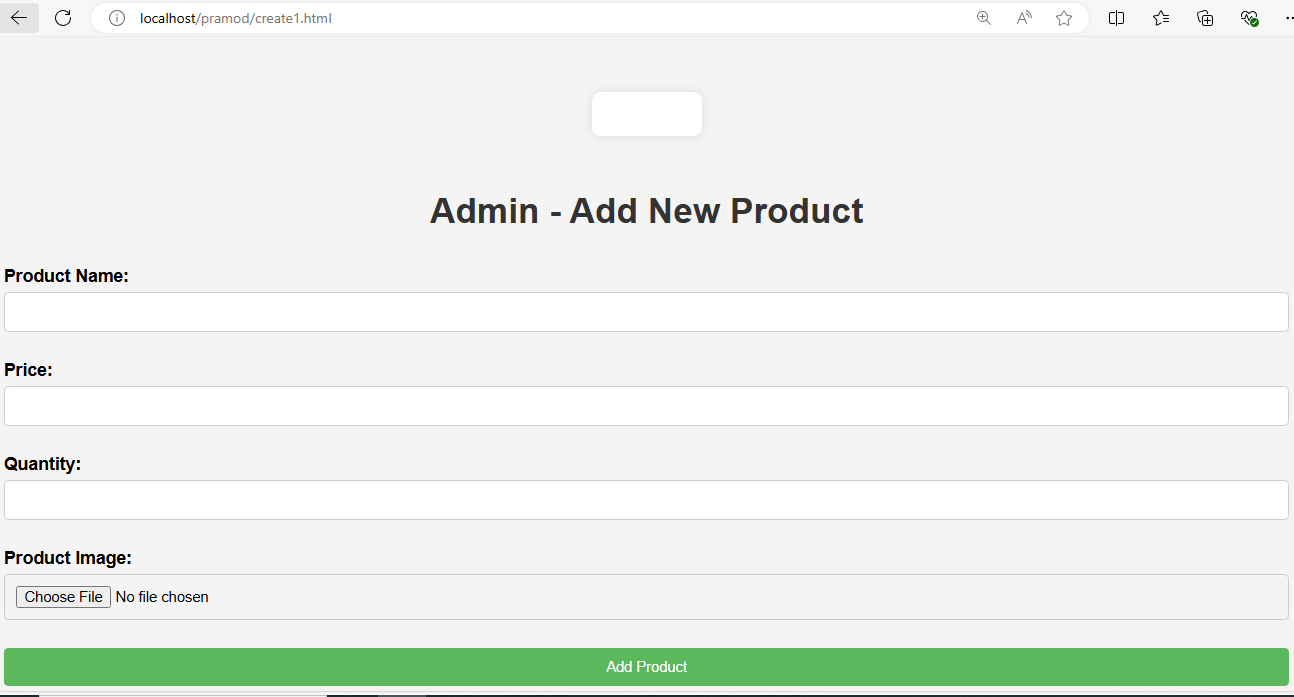 localhost/pramod/create1.html
Admin - Add New Product
Product Name:
Price:
Quantity:
Product Image:
Choose File No file chosen
Add Product